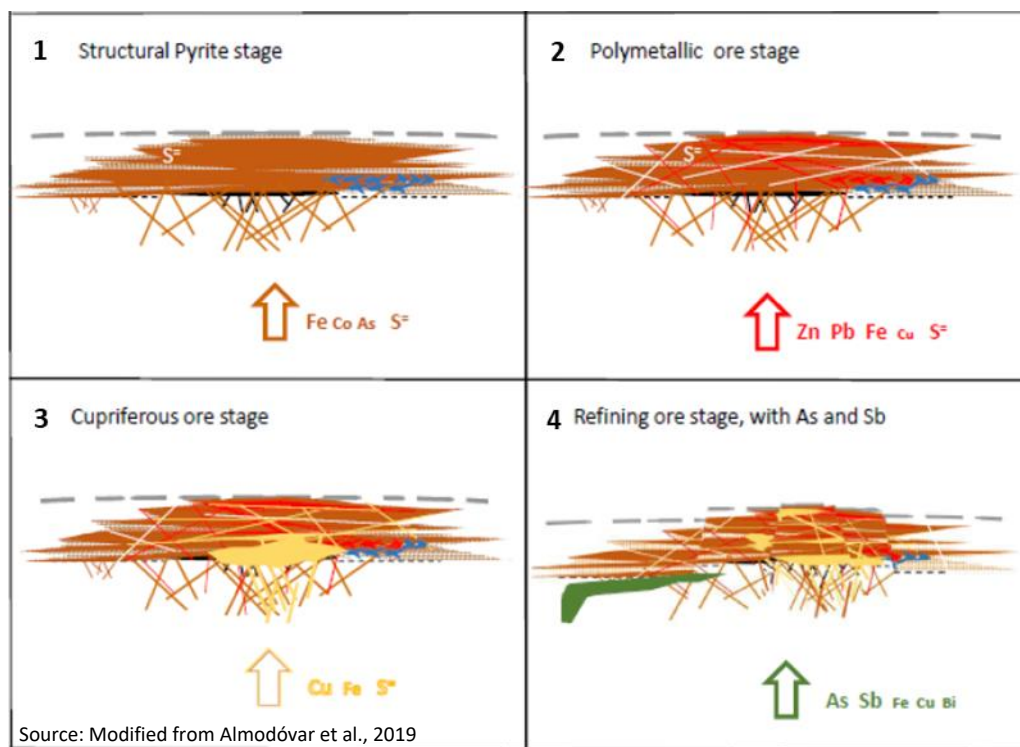 1 Structural Pyrite stage
2 Polymetallic ore stage
S=
S=
Fe Co As S=
Zn Pb Fe Cu S=
3 Cupriferous ore stage
4 Refining ore stage, with As and Sb
Cu Fe S=
As Sb Fe Cu Bi
Source: Modified from Almodóvar et al., 2019